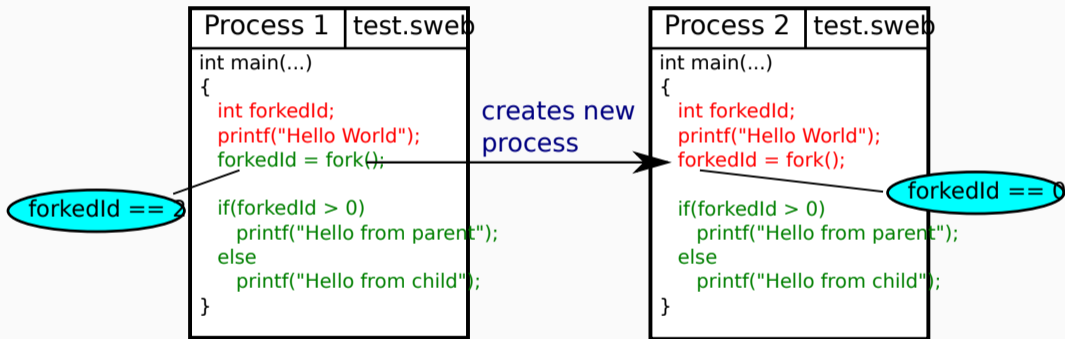 Process 1 test.sweb
int main(...)
{
int forkedId;
printf("Hello World");
forkedId = fork();
if(forkedId > 0)
printf("Hello from parent");
else
printf("Hello from child");
}
forkedId == 2
creates new
process
Process 2 test.sweb
int main(...)
{
int forkedId;
printf("Hello World");
forkedId = fork();
if(forkedId > 0)
printf("Hello from parent");
else
printf("Hello from child");
}
forkedId == 0